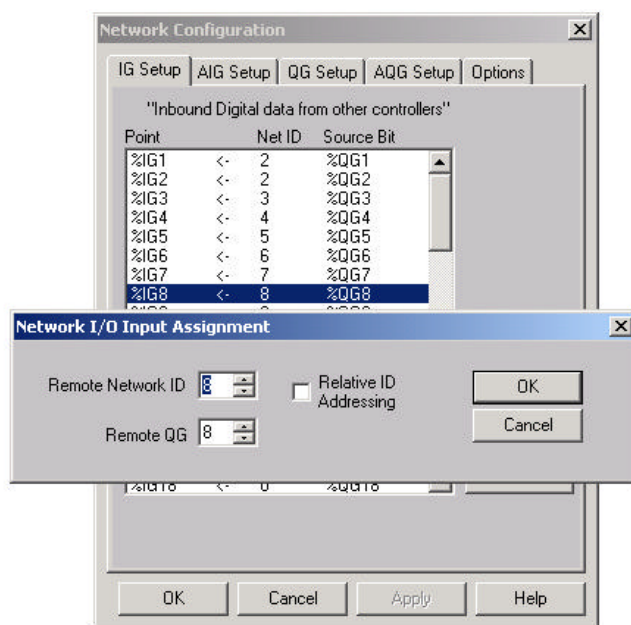 Network Configuration
IG Setup AIG Setup QG Setup AQG Setup Options
"Inbound Digital data from other controllers"
Point Net ID Source Bit
%IG1 <- 2 %QG1
%IG2 <- 2 %QG2
%IG3 <- 3 %QG3
%IG4 <- 4 %QG4
%IG5 <- 5 %QG5
%IG6 <- 6 %QG6
%IG7 <- 7 %QG7
%IG8 <- 8 %QG8
Network I/O Input Assignment
Remote Network ID 8
Relative ID Addressing
OK
Remote QG 8
Cancel
OK Cancel Apply Help